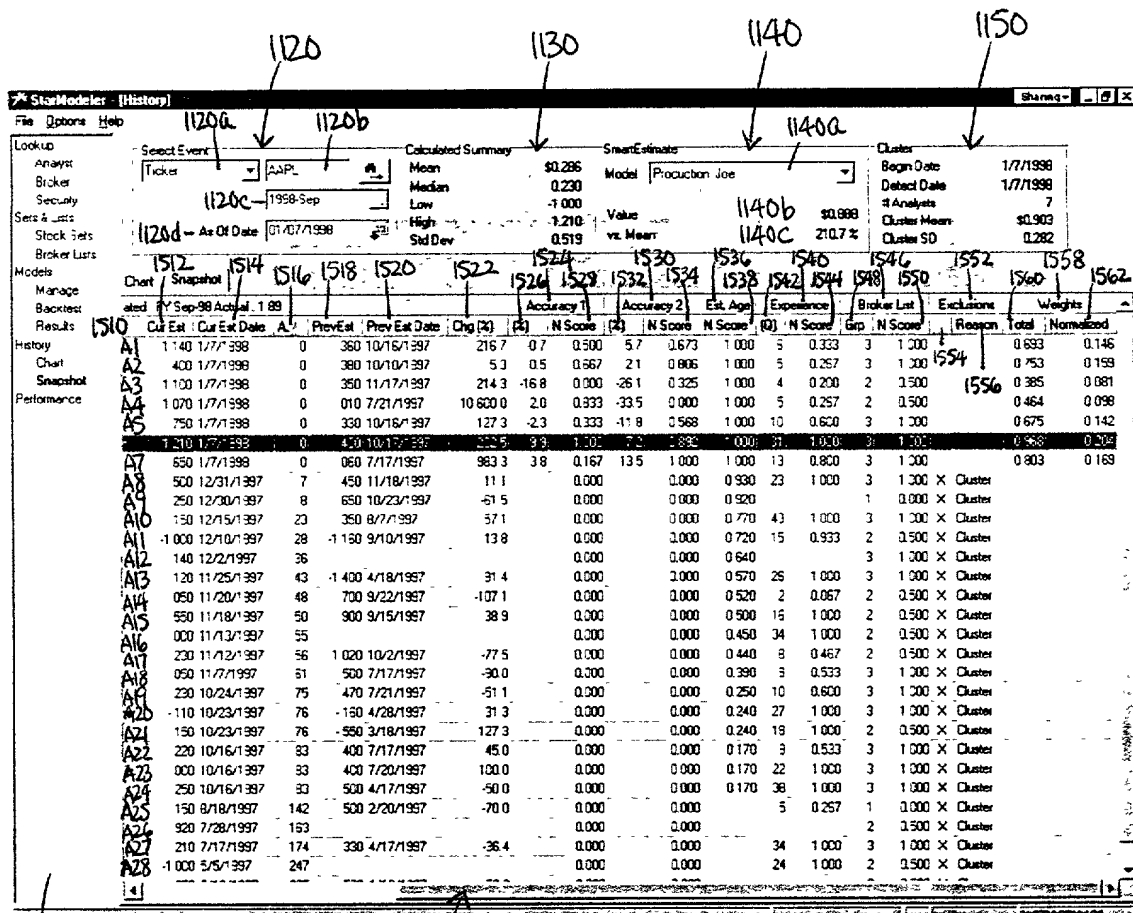 1120 1130 1140 1150
StarModeler - [History] Sharing
File Options Help
1120a 1120b 1140a
Lookup
Analyst
Broker
Security
Sets & Lists
Stock Sets
Broker Lists
Models
Manage
Backtest
Results
History
Chart
Snapshot
Performance
Select Event
Ticker AAPL
1120c 1998-Sep
1120d As Of Date 01/07/1998
Calculated Summary
Mean $0.286
Median 0.230
Low -1.000
High 1.210
Std Dev 0.519
SmartEstimate
Model Production Joe
Value 1140b $0.888
vs. Mean 1140c 210.7 %
Cluster
Begin Date 1/7/1998
Detect Date 1/7/1998
# Analysts 7
Cluster Mean $0.903
Cluster SD 0.282
1512 1514 1516 1518 1520 1522 1524 1526 1528 1530 1532 1534 1536 1538 1540 1542 1544 1546 1548 1550 1552 1558 1560 1562
Chart Snapshot
ated FY Sep-98 Actual 1.89 Accuracy 1 Accuracy 2 Est. Age Experience Broker List Exclusions Weights
1510 Cur Est Cur Est Date PrevEst Prev Est Date Chg [%] [%] N Score [%] N Score N Score [Q] N Score Grp N Score Reason Total Normalized
1554 1556
A1 1 140 1/7/1998 0 360 10/16/1997 216.7 0.7 0.500 5.7 0.673 1.000 6 0.333 3 1.000 0.693 0.146
A2 400 1/7/1998 0 380 10/10/1997 5.3 0.5 0.667 2.1 0.806 1.000 5 0.267 3 1.000 0.753 0.159
A3 1 100 1/7/1998 0 350 11/17/1997 214.3 -16.8 0.000 -26.1 0.325 1.000 4 0.200 2 0.500 0.385 0.081
A4 1 070 1/7/1998 0 010 7/21/1997 10 600.0 2.0 0.833 -33.5 0.000 1.000 5 0.267 2 0.500 0.464 0.098
A5 750 1/7/1998 0 330 10/16/1997 127.3 -2.3 0.333 -11.8 0.568 1.000 10 0.600 3 1.000 0.675 0.142
1 210 1/7/1998 0
A7 650 1/7/1998 0 060 7/17/1997 983.3 3.8 0.167 13.5 1.000 1.000 13 0.800 3 1.000 0.803 0.169
A8 500 12/31/1997 7 450 11/18/1997 11.1 0.000 0.000 0.930 23 1.000 3 1.000 X Cluster
A9 250 12/30/1997 8 650 10/23/1997 -61.5 0.000 0.000 0.920 1 0.000 X Cluster
A10 150 12/15/1997 23 350 8/7/1997 57.1 0.000 0.000 0.770 43 1.000 3 1.000 X Cluster
A11 -1 000 12/10/1997 28 -1 160 9/10/1997 13.8 0.000 0.000 0.720 15 0.933 2 0.500 X Cluster
A12 140 12/2/1997 36 0.000 0.000 0.640 3 1.000 X Cluster
A13 120 11/25/1997 43 -1 400 4/18/1997 91.4 0.000 0.000 0.570 26 1.000 3 1.000 X Cluster
A14 050 11/20/1997 48 700 9/22/1997 -107.1 0.000 0.000 0.520 2 0.067 2 0.500 X Cluster
A15 550 11/18/1997 50 900 9/15/1997 38.9 0.000 0.000 0.500 16 1.000 2 0.500 X Cluster
A16 000 11/13/1997 55 0.000 0.000 0.450 34 1.000 2 0.500 X Cluster
A17 230 11/12/1997 56 1 020 10/2/1997 -77.5 0.000 0.000 0.440 8 0.467 2 0.500 X Cluster
A18 050 11/7/1997 61 500 7/17/1997 -90.0 0.000 0.000 0.390 9 0.533 3 1.000 X Cluster
A19 230 10/24/1997 75 470 7/21/1997 -51.1 0.000 0.000 0.250 10 0.600 3 1.000 X Cluster
A20 -110 10/23/1997 76 -160 4/28/1997 31.3 0.000 0.000 0.240 27 1.000 3 1.000 X Cluster
A21 150 10/23/1997 76 -550 3/18/1997 127.3 0.000 0.000 0.240 19 1.000 2 0.500 X Cluster
A22 220 10/16/1997 83 400 7/17/1997 45.0 0.000 0.000 0.170 9 0.533 3 1.000 X Cluster
A23 000 10/16/1997 83 400 7/20/1997 100.0 0.000 0.000 0.170 22 1.000 3 1.000 X Cluster
A24 250 10/16/1997 83 500 4/17/1997 -50.0 0.000 0.000 0.170 38 1.000 3 1.000 X Cluster
A25 150 8/18/1997 142 500 2/20/1997 -70.0 0.000 0.000 5 0.267 1 0.000 X Cluster
A26 920 7/28/1997 163 0.000 0.000 2 0.500 X Cluster
A27 210 7/17/1997 174 330 4/17/1997 -36.4 0.000 0.000 34 1.000 3 1.000 X Cluster
A28 -1 000 5/5/1997 247 0.000 0.000 24 1.000 2 0.500 X Cluster